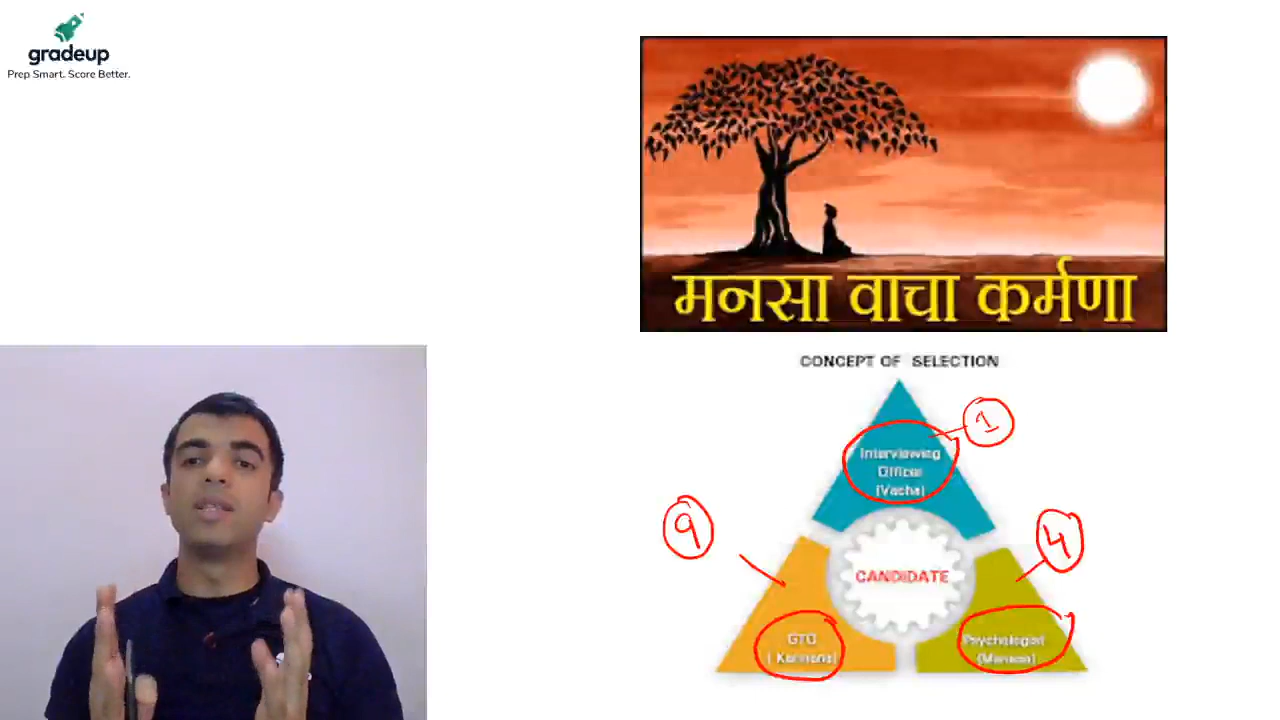 gradeup
Prep Smart. Score Better.
मनसा वाचा कर्मणा
CONCEPT OF SELECTION
1
Interviewing
Officer
(Vacha)
9
4
CANDIDATE
GTO
( Karmana)
Psychologist
(Manasa)